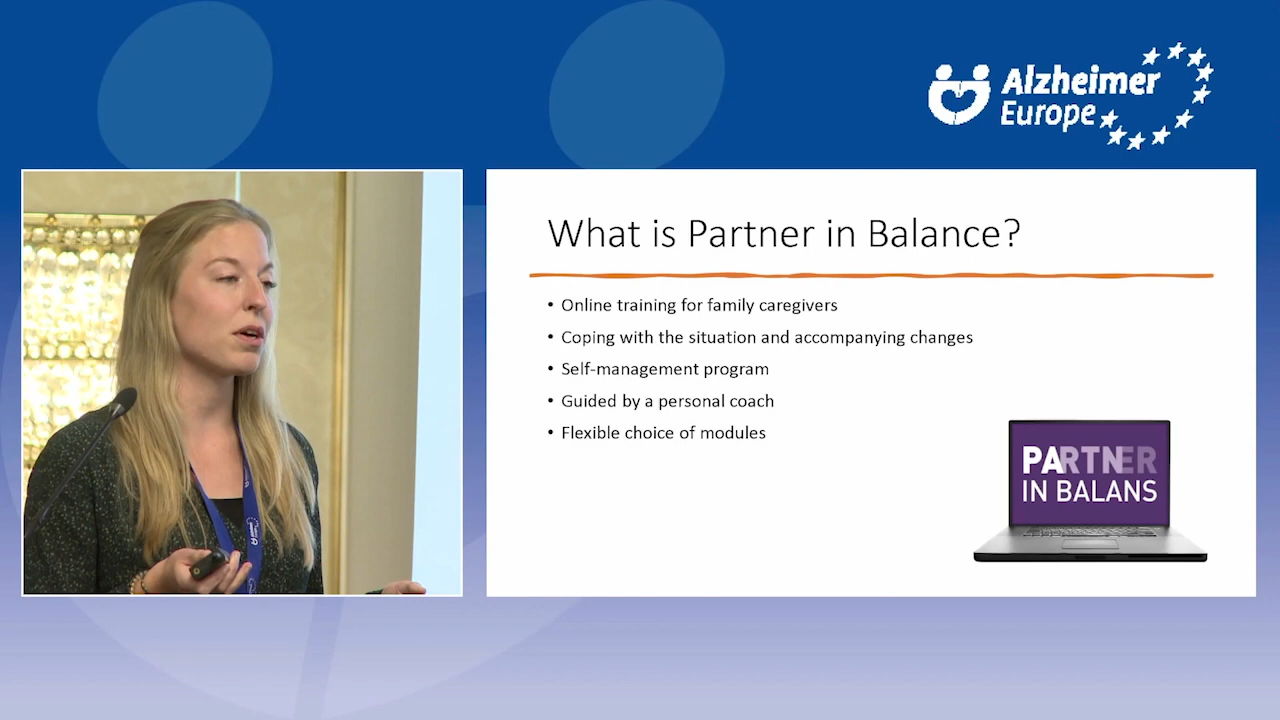 Alzheimer
Europe
What is Partner in Balance?
• Online training for family caregivers
• Coping with the situation and accompanying changes
• Self-management program
• Guided by a personal coach
• Flexible choice of modules
PARTNER
IN BALANS